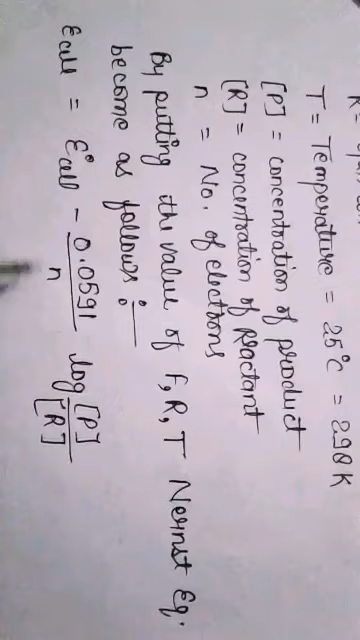 T = Temperature = 25°C = 298 K
[P] = concentration of product
[R] = concentration of Reactant
n = No. of electrons
By putting the value of F, R, T Nernst Eq.
become as follows :
Ecell = E°cell - 0.0591/n log [P]/[R]